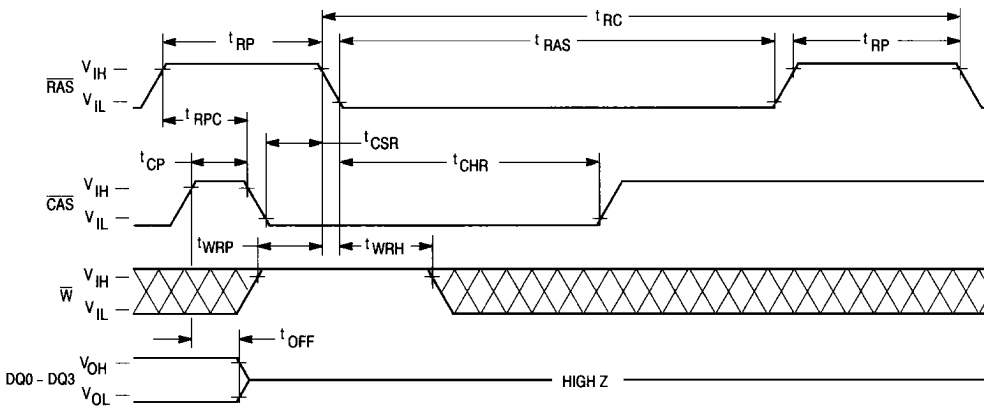 t RC
t RP
t RAS
t RP
RAS
V IH
V IL
t RPC
t CSR
t CP
t CHR
CAS
V IH
V IL
t WRP
t WRH
W
V IH
V IL
t OFF
DQ0 - DQ3
V OH
V OL
HIGH Z